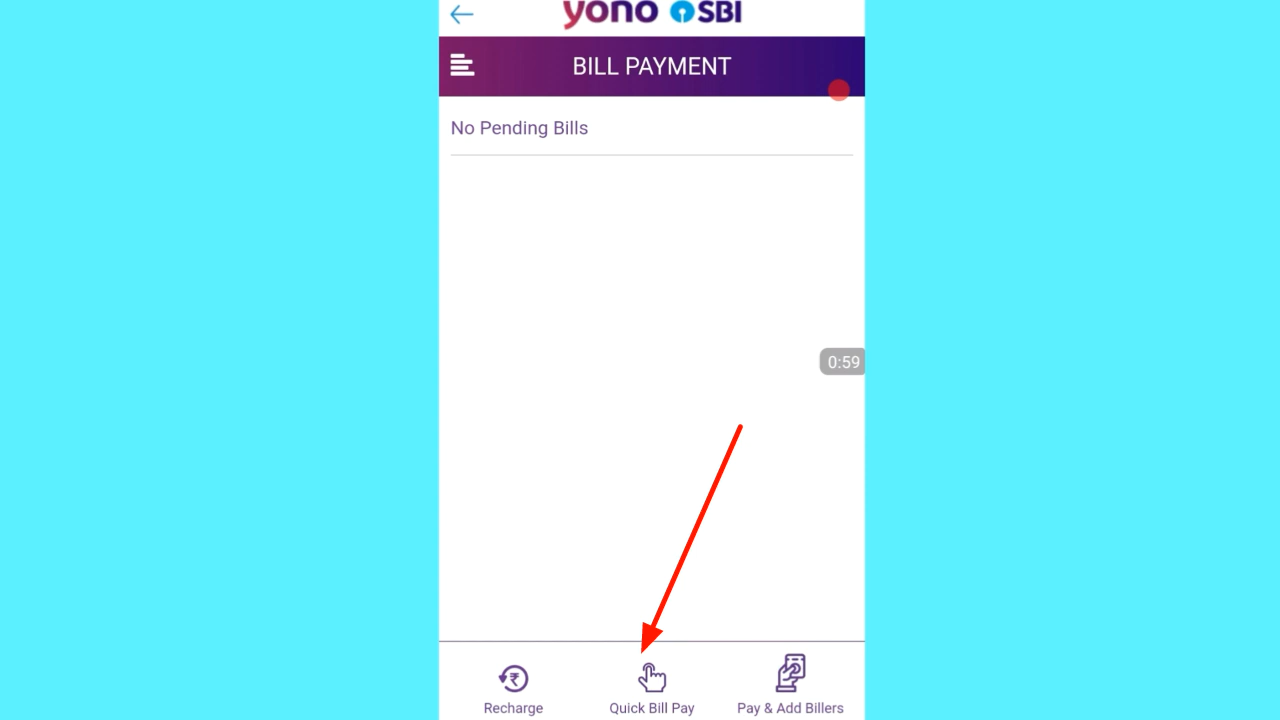 yono SBI
BILL PAYMENT
No Pending Bills
0:59
Recharge
Quick Bill Pay
Pay & Add Billers